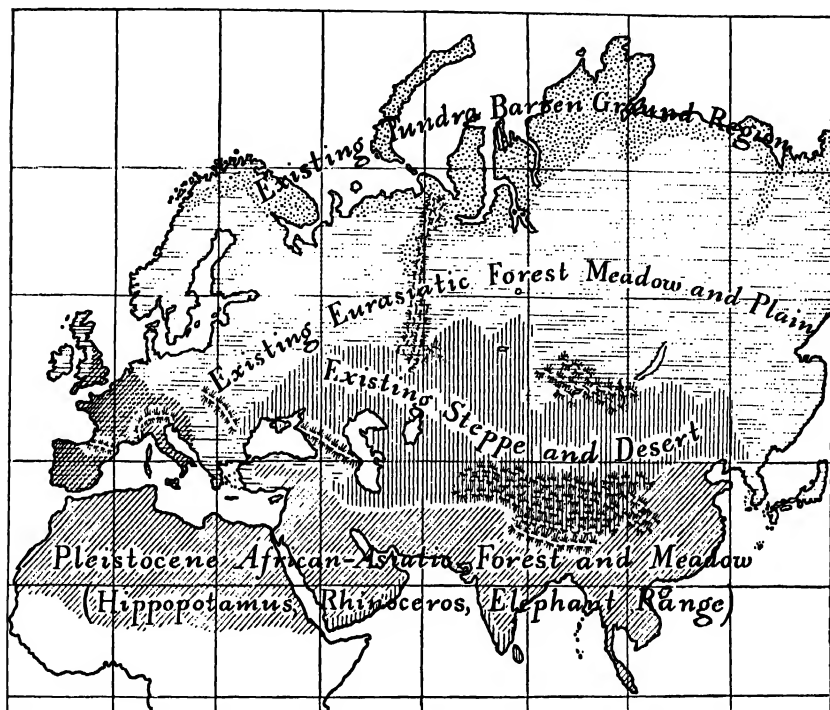 Existing Tundra Barren Ground Region
Existing Eurasiatic Forest Meadow and Plain
Existing Steppe and Desert
Pleistocene African-Asiatic Forest and Meadow
(Hippopotamus, Rhinoceros, Elephant Range)